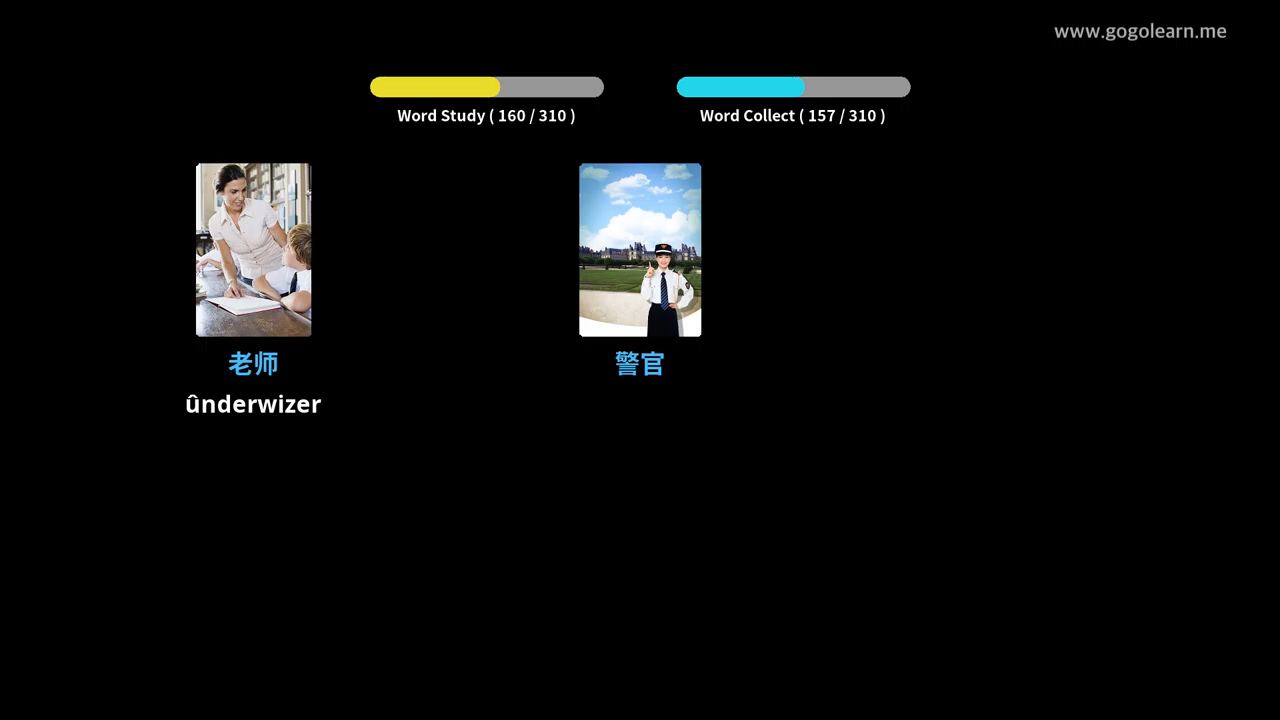 www.gogolearn.me
Word Study ( 160 / 310 )
Word Collect ( 157 / 310 )
老师
警官
ûnderwizer